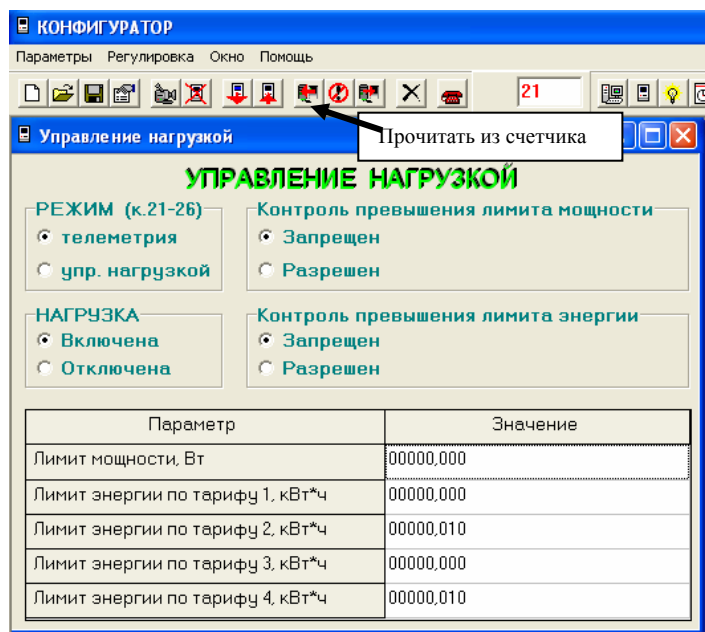 КОНФИГУРАТОР
Параметры Регулировка Окно Помощь
21
Прочитать из счетчика
Управление нагрузкой
УПРАВЛЕНИЕ НАГРУЗКОЙ
РЕЖИМ (к.21-26)
телеметрия
упр. нагрузкой
Контроль превышения лимита мощности
Запрещен
Разрешен
НАГРУЗКА
Включена
Отключена
Контроль превышения лимита энергии
Запрещен
Разрешен
Параметр Значение
Лимит мощности, Вт 00000,000
Лимит энергии по тарифу 1, кВт*ч 00000,000
Лимит энергии по тарифу 2, кВт*ч 00000,010
Лимит энергии по тарифу 3, кВт*ч 00000,000
Лимит энергии по тарифу 4, кВт*ч 00000,010